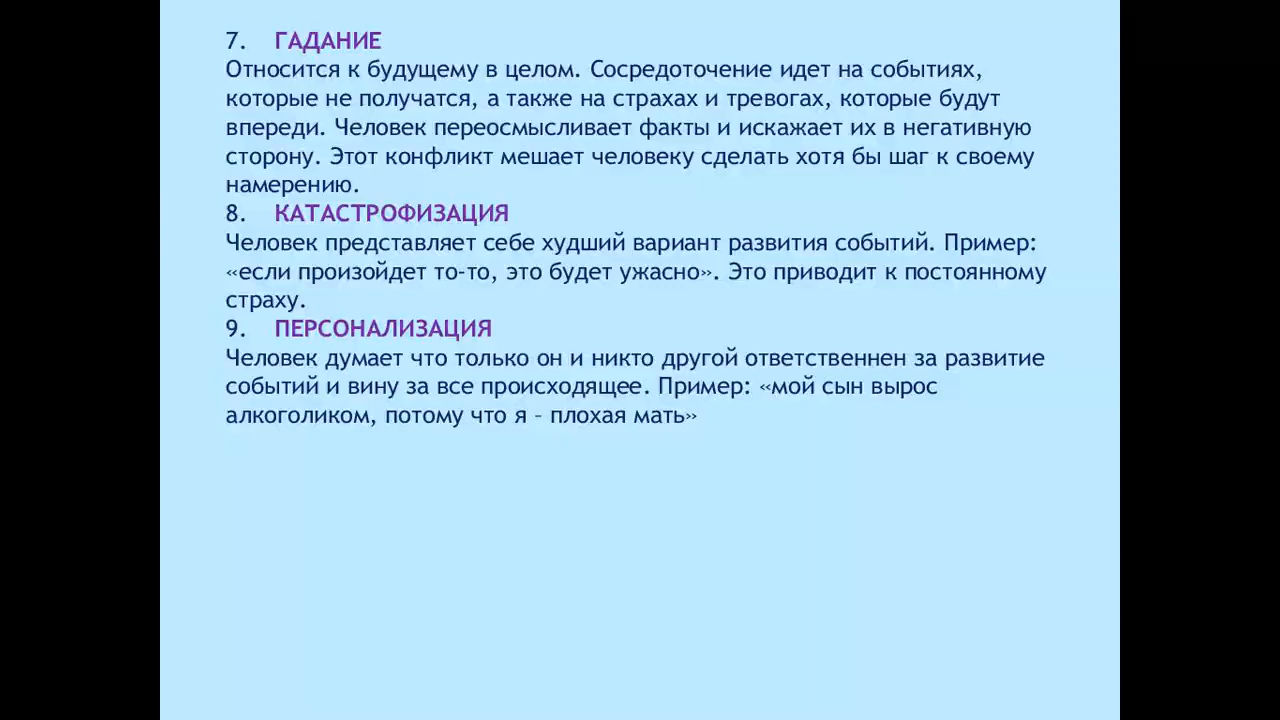 7. ГАДАНИЕ
Относится к будущему в целом. Сосредоточение идет на событиях,
которые не получатся, а также на страхах и тревогах, которые будут
впереди. Человек переосмысливает факты и искажает их в негативную
сторону. Этот конфликт мешает человеку сделать хотя бы шаг к своему
намерению.
8. КАТАСТРОФИЗАЦИЯ
Человек представляет себе худший вариант развития событий. Пример:
«если произойдет то-то, это будет ужасно». Это приводит к постоянному
страху.
9. ПЕРСОНАЛИЗАЦИЯ
Человек думает что только он и никто другой ответственнен за развитие
событий и вину за все происходящее. Пример: «мой сын вырос
алкоголиком, потому что я – плохая мать»